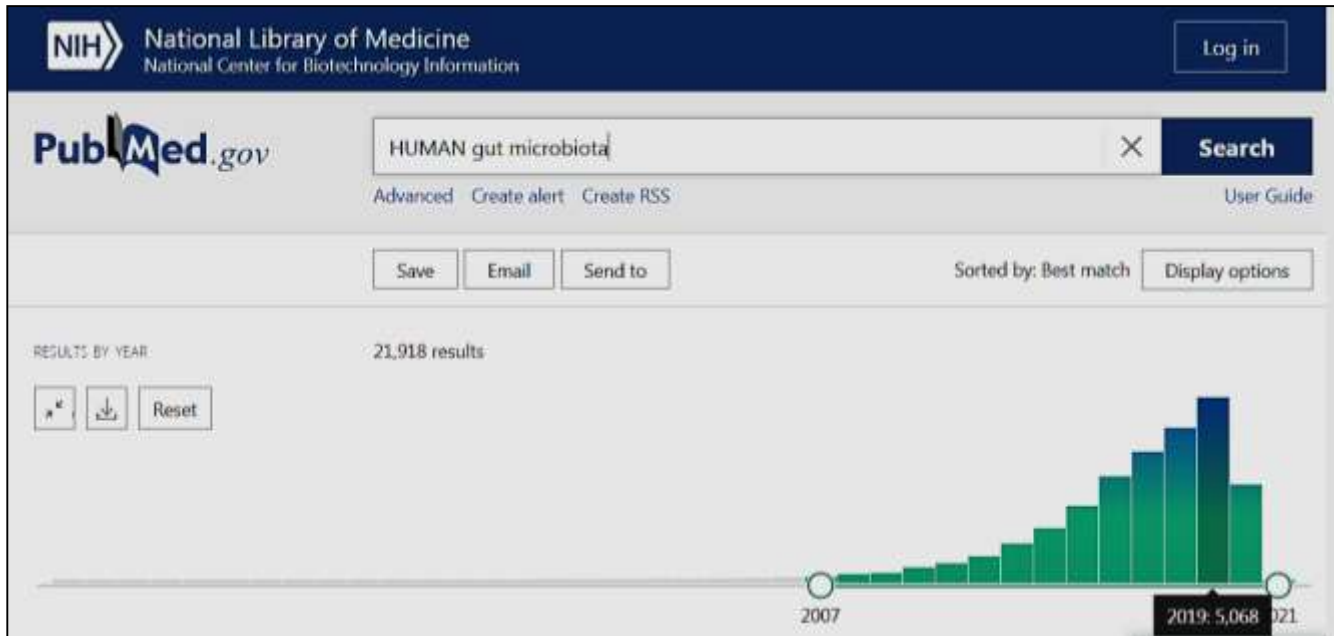 NIH
National Library of Medicine
National Center for Biotechnology Information
Log in
PubMed.gov
HUMAN gut microbiota
Search
Advanced Create alert Create RSS
User Guide
Save Email Send to
Sorted by: Best match Display options
RESULTS BY YEAR
21,918 results
Reset
2007
2019: 5,068
021